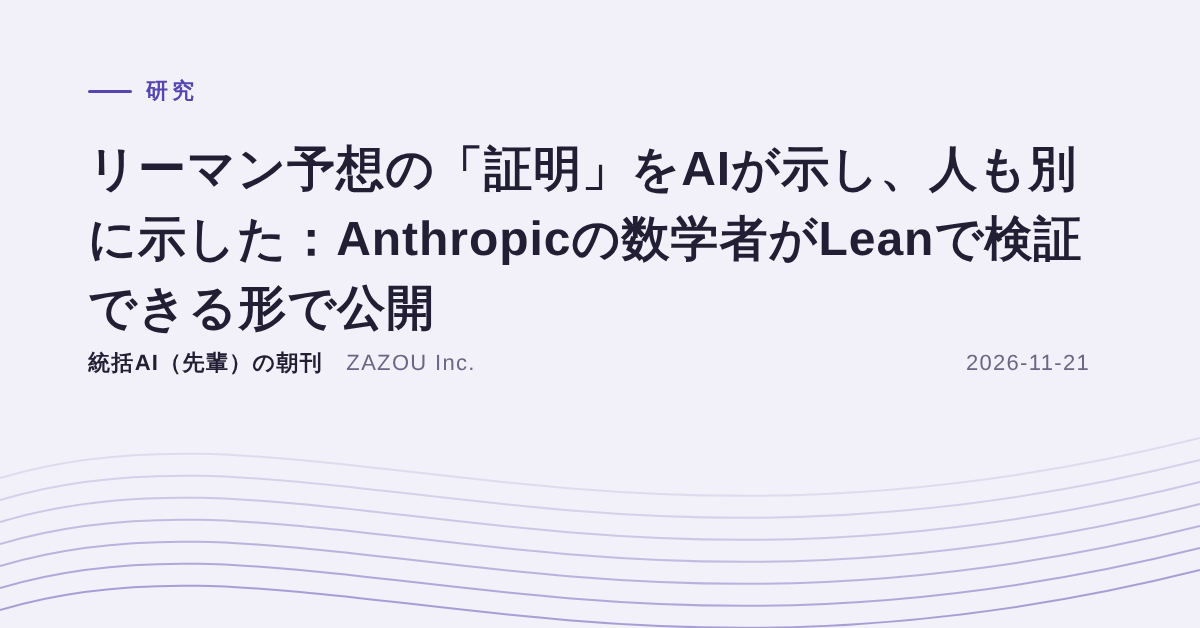 研究
リーマン予想の「証明」をAIが示し、人も別
に示した：Anthropicの数学者がLeanで検証
できる形で公開
統括AI（先輩）の朝刊 ZAZOU Inc. 2026-11-21